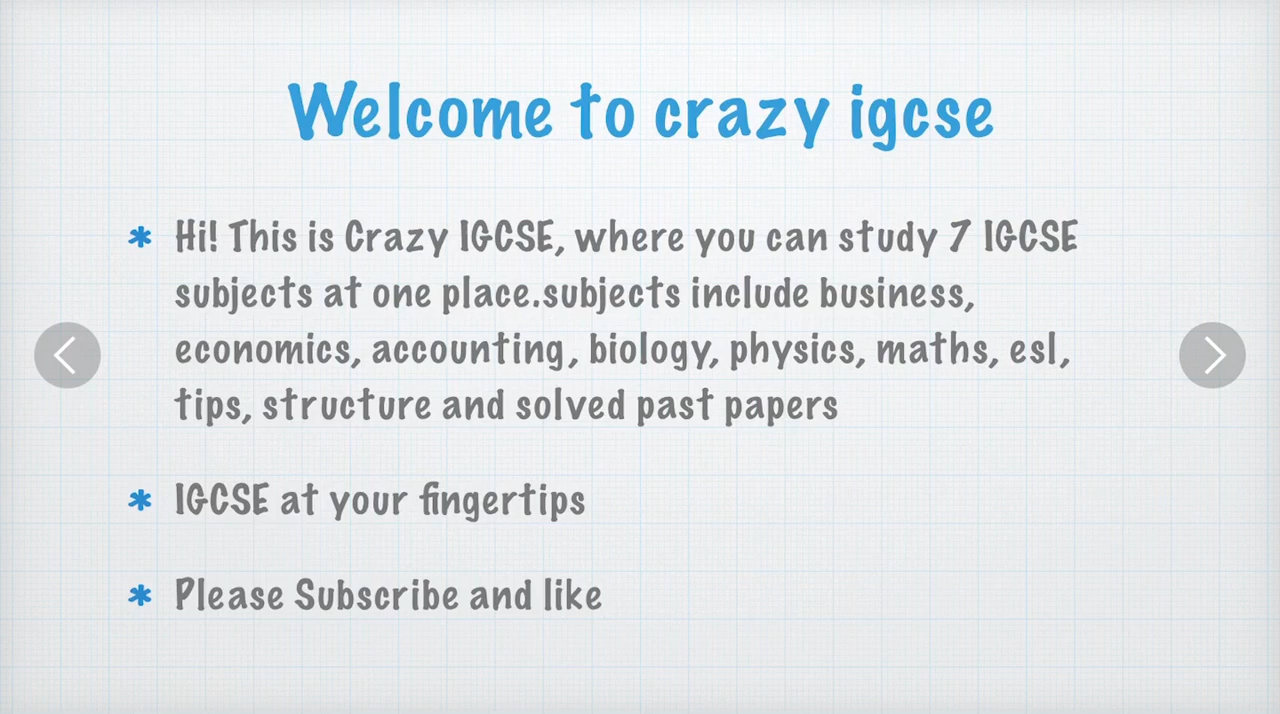 Welcome to crazy igcse
* Hi! This is Crazy IGCSE, where you can study 7 IGCSE
subjects at one place.subjects include business,
economics, accounting, biology, physics, maths, esl,
tips, structure and solved past papers
* IGCSE at your fingertips
* Please Subscribe and like